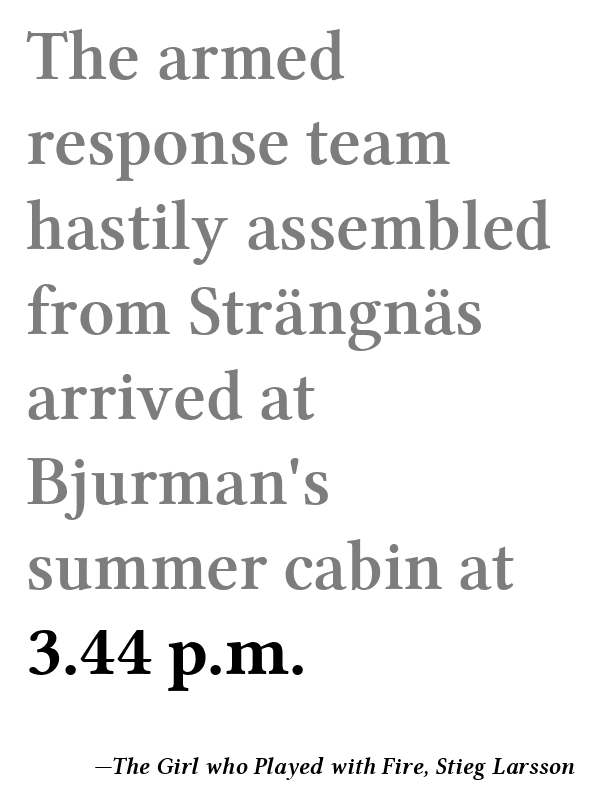 The armed
response team
hastily assembled
from Strängnäs
arrived at
Bjurman's
summer cabin at
3.44 p.m.
—The Girl who Played with Fire, Stieg Larsson